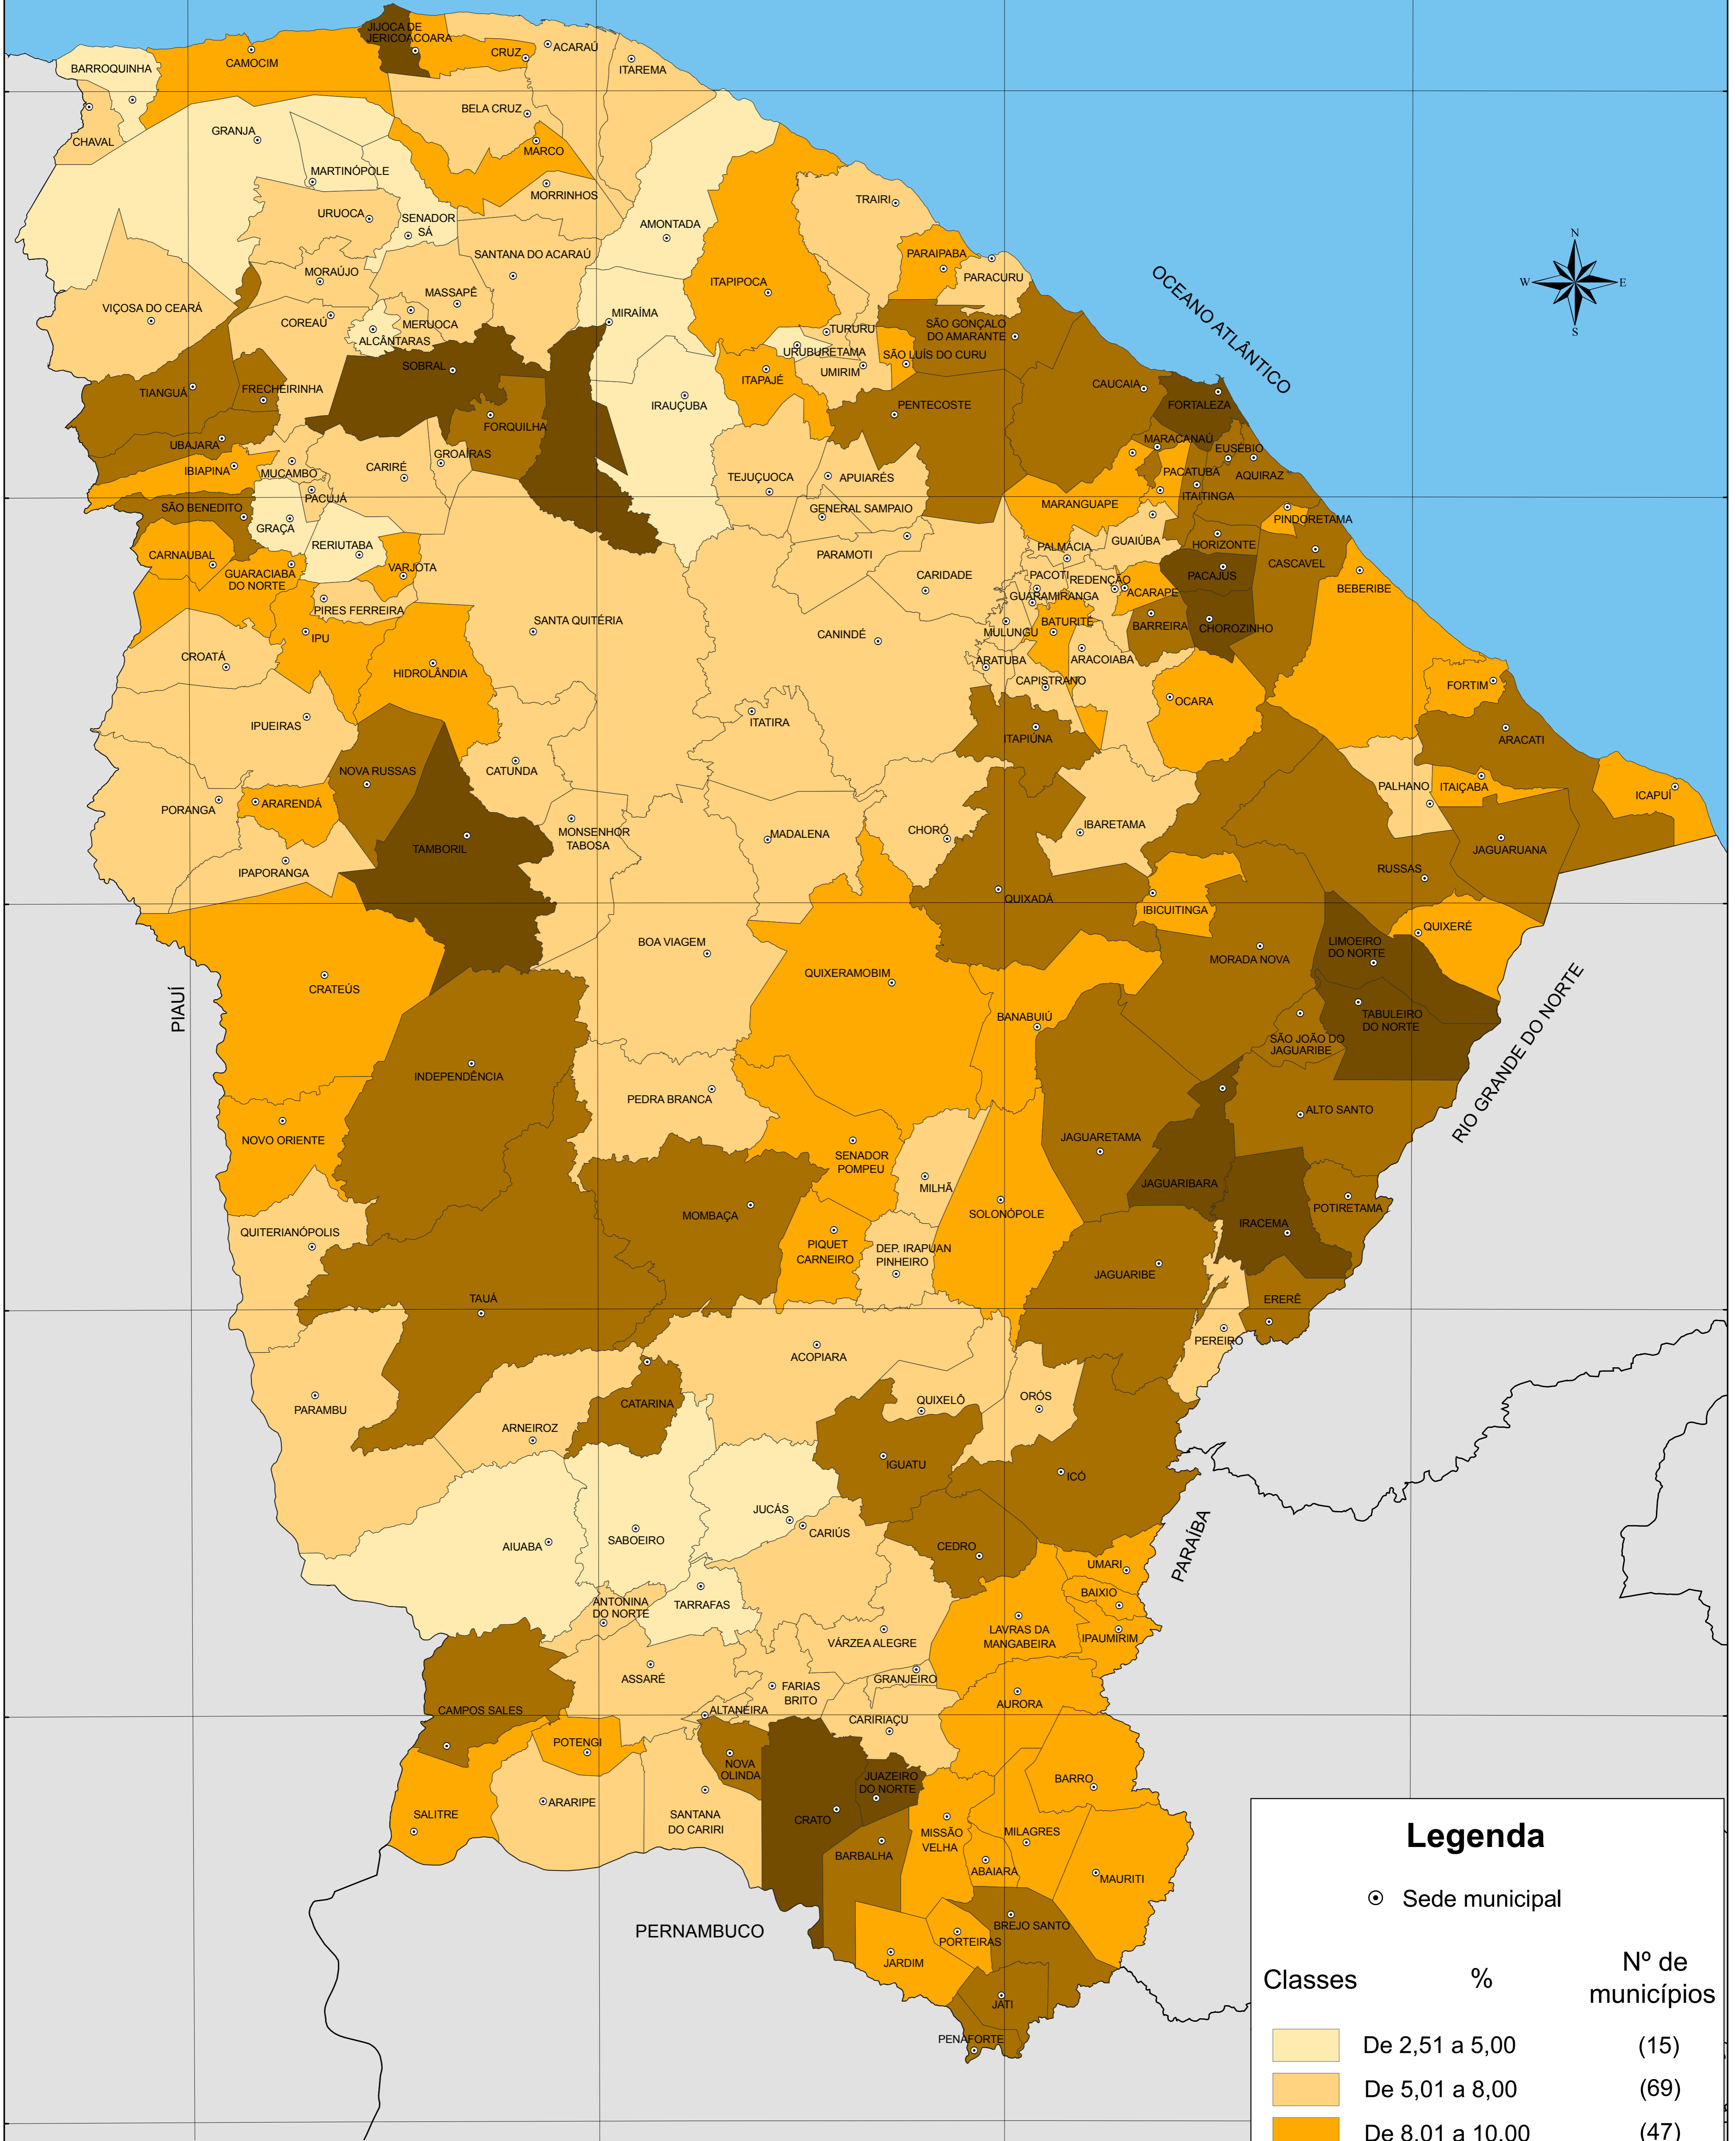 JIJOCA DE
JERICOACOARA
CRUZ
ACARAÚ
BARROQUINHA
CAMOCIM
ITAREMA
BELA CRUZ
CHAVAL
GRANJA
MARCO
MARTINÓPOLE
MORRINHOS
URUOCA
SENADOR
SÁ
AMONTADA
TRAIRI
SANTANA DO ACARAÚ
PARAIPABA
MORAÚJO
ITAPIPOCA
PARACURU
MASSAPÊ
VIÇOSA DO CEARÁ
MIRAÍMA
COREAÚ
MERUOCA
TURURU
SÃO GONÇALO
DO AMARANTE
ALCÂNTARAS
URUBURETAMA
SÃO LUÍS DO CURU
SOBRAL
UMIRIM
ITAPAJÉ
TIANGUÁ
FRECHEIRINHA
CAUCAIA
IRAUÇUBA
PENTECOSTE
FORTALEZA
FORQUILHA
UBAJARA
MARACANAÚ
EUSÉBIO
GROAÍRAS
IBIAPINA
MUCAMBO
CARIRÉ
TEJUÇUOCA
APUIARÉS
PACATUBA
AQUIRAZ
PACUJÁ
ITAITINGA
SÃO BENEDITO
GENERAL SAMPAIO
MARANGUAPE
PINDORETAMA
GRAÇA
RERIUTABA
GUAIÚBA
HORIZONTE
CARNAUBAL
PARAMOTI
PALMÁCIA
VARJOTA
GUARACIABA
DO NORTE
CARIDADE
PACOTI
REDENÇÃO
PACAJUS
CASCAVEL
BEBERIBE
PIRES FERREIRA
GUARAMIRANGA
ACARAPE
SANTA QUITÉRIA
BATURITÉ
BARREIRA
CHOROZINHO
IPU
CANINDÉ
MULUNGU
CROATÁ
ARATUBA
ARACOIABA
HIDROLÂNDIA
CAPISTRANO
FORTIM
OCARA
IPUEIRAS
ITATIRA
ITAPIÚNA
ARACATI
NOVA RUSSAS
CATUNDA
PALHANO
ITAIÇABA
ICAPUÍ
PORANGA
ARARENDÁ
MONSENHOR
TABOSA
MADALENA
CHORÓ
IBARETAMA
TAMBORIL
JAGUARUANA
IPAPORANGA
RUSSAS
QUIXADÁ
IBICUITINGA
QUIXERÉ
BOA VIAGEM
LIMOEIRO
DO NORTE
MORADA NOVA
QUIXERAMOBIM
CRATEÚS
BANABUIÚ
TABULEIRO
DO NORTE
SÃO JOÃO DO
JAGUARIBE
INDEPENDÊNCIA
PEDRA BRANCA
ALTO SANTO
NOVO ORIENTE
JAGUARETAMA
SENADOR
POMPEU
MILHÃ
JAGUARIBARA
POTIRETAMA
MOMBAÇA
SOLONÓPOLE
IRACEMA
QUITERIANÓPOLIS
PIQUET
CARNEIRO
DEP. IRAPUAN
PINHEIRO
JAGUARIBE
TAUÁ
ERERÊ
PEREIRO
ACOPIARA
ORÓS
QUIXELÔ
CATARINA
PARAMBU
ARNEIROZ
IGUATU
ICÓ
JUCÁS
CARIÚS
SABOEIRO
AIUABA
CEDRO
UMARI
BAIXIO
ANTONINA
DO NORTE
TARRAFAS
LAVRAS DA
MANGABEIRA
IPAUMIRIM
VÁRZEA ALEGRE
ASSARÉ
GRANJEIRO
FARIAS
BRITO
AURORA
CAMPOS SALES
ALTANEIRA
CARIRIAÇU
POTENGI
NOVA
OLINDA
JUAZEIRO
DO NORTE
BARRO
ARARIPE
SALITRE
SANTANA
DO CARIRI
CRATO
MISSÃO
VELHA
MILAGRES
BARBALHA
ABAIARA
MAURITI
BREJO SANTO
PORTEIRAS
JARDIM
JATI
PENAFORTE
OCEANO ATLÂNTICO
N
W
E
S
PIAUÍ
RIO GRANDE DO NORTE
PARAÍBA
PERNAMBUCO
Legenda
Sede municipal
Classes % Nº de
municípios
De 2,51 a 5,00 (15)
De 5,01 a 8,00 (69)
De 8,01 a 10,00 (47)